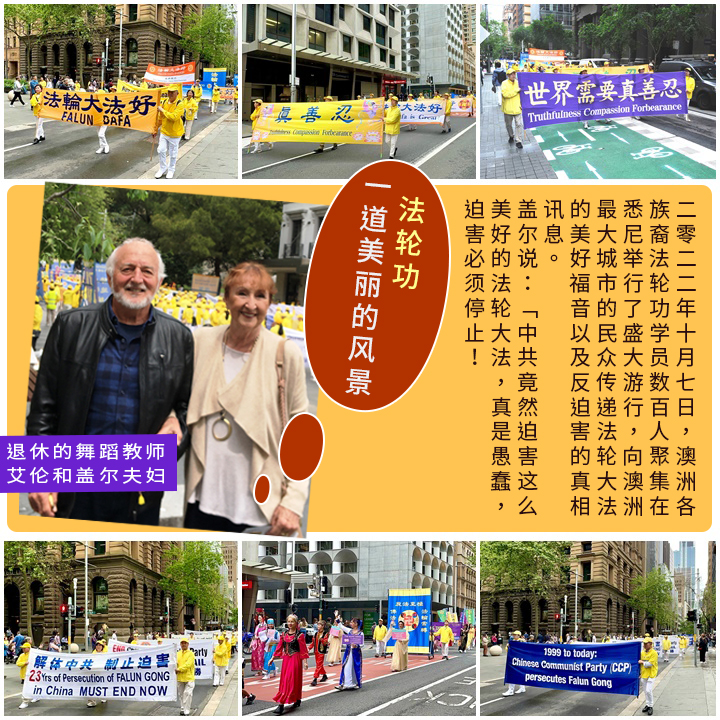 法輪大法好
FALUN DAFA
真善忍
Truthfulness Compassion Forbearance
大法好
is Great
世界需要真善忍
Truthfulness Compassion Forbearance
法轮功
一道美丽的风景
二零二二年十月七日，澳洲各
族裔法轮功学员数百人聚集在
悉尼举行了盛大游行，向澳洲
最大城市的民众传递法轮大法
的美好福音以及反迫害的真相
讯息。
盖尔说：「中共竟然迫害这么
美好的法轮大法，真是愚蠢，
迫害必须停止！
退休的舞蹈教师
艾伦和盖尔夫妇
解体中共 制止迫害
23Yrs of Persecution of FALUN GONG
in China MUST END NOW
1999 to today:
Chinese Communist Party (CCP)
persecutes Falun Gong